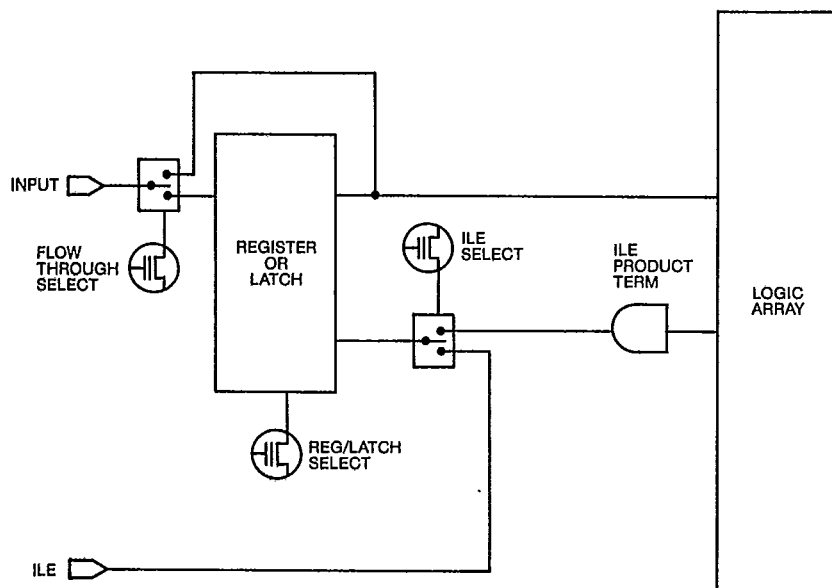 INPUT
FLOW
THROUGH
SELECT
REGISTER
OR
LATCH
ILE
SELECT
ILE
PRODUCT
TERM
LOGIC
ARRAY
REG/LATCH
SELECT
ILE